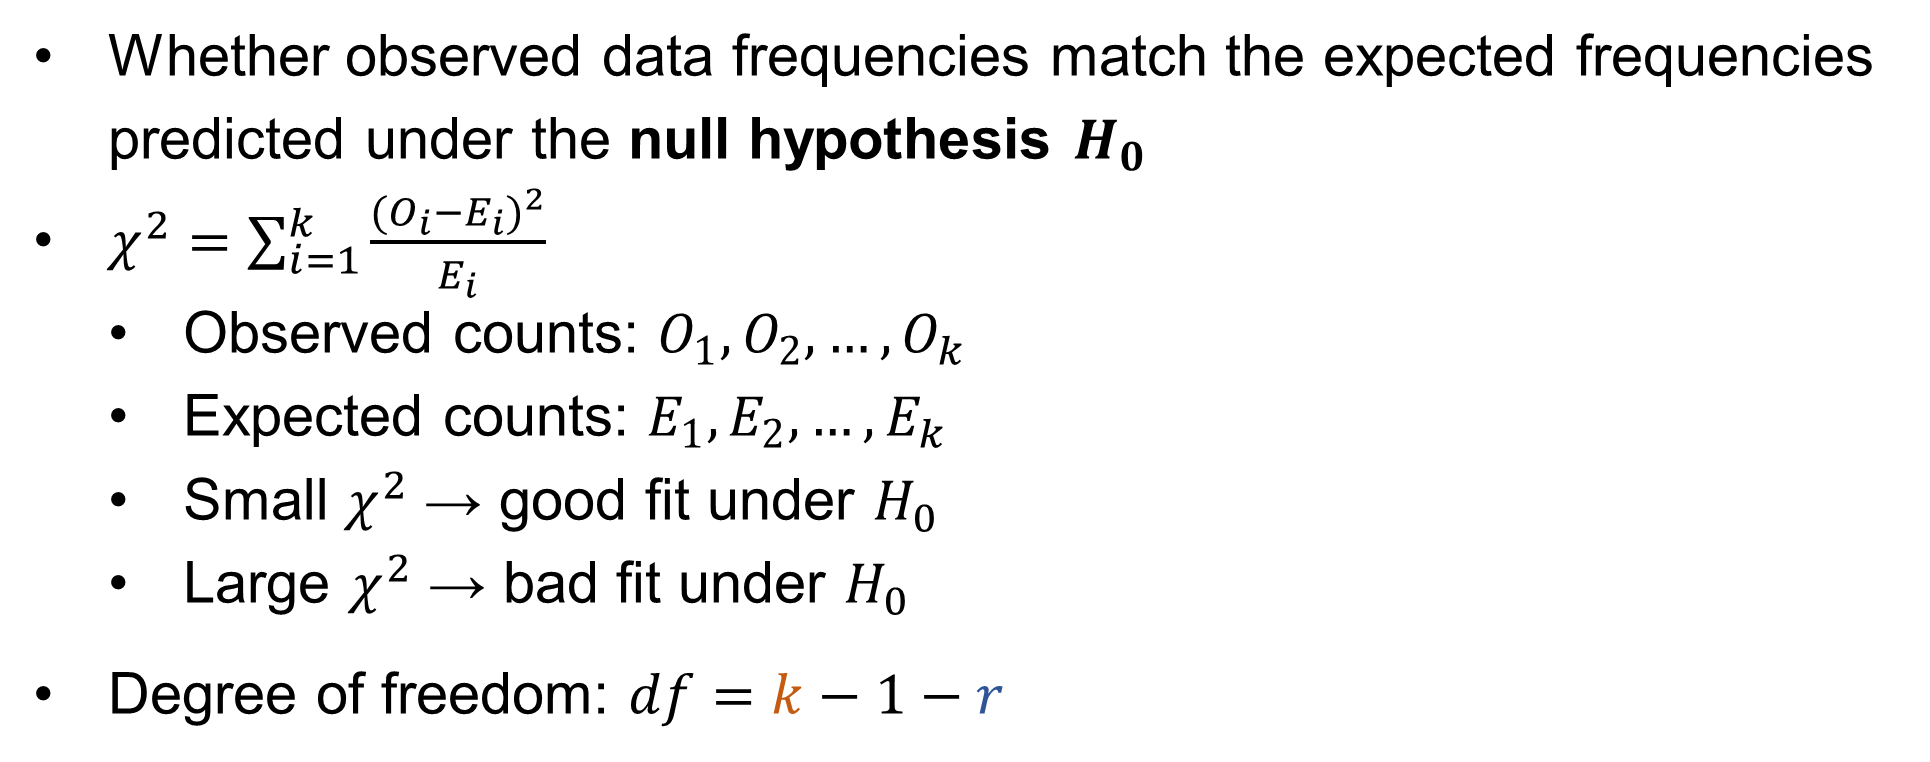 • Whether observed data frequencies match the expected frequencies
predicted under the null hypothesis H₀
• χ² = ∑ᵢ₌₁ᵏ (Oᵢ−Eᵢ)² / Eᵢ
• Observed counts: O₁, O₂, … , Oₖ
• Expected counts: E₁, E₂, … , Eₖ
• Small χ² → good fit under H₀
• Large χ² → bad fit under H₀
• Degree of freedom: df = k − 1 − r